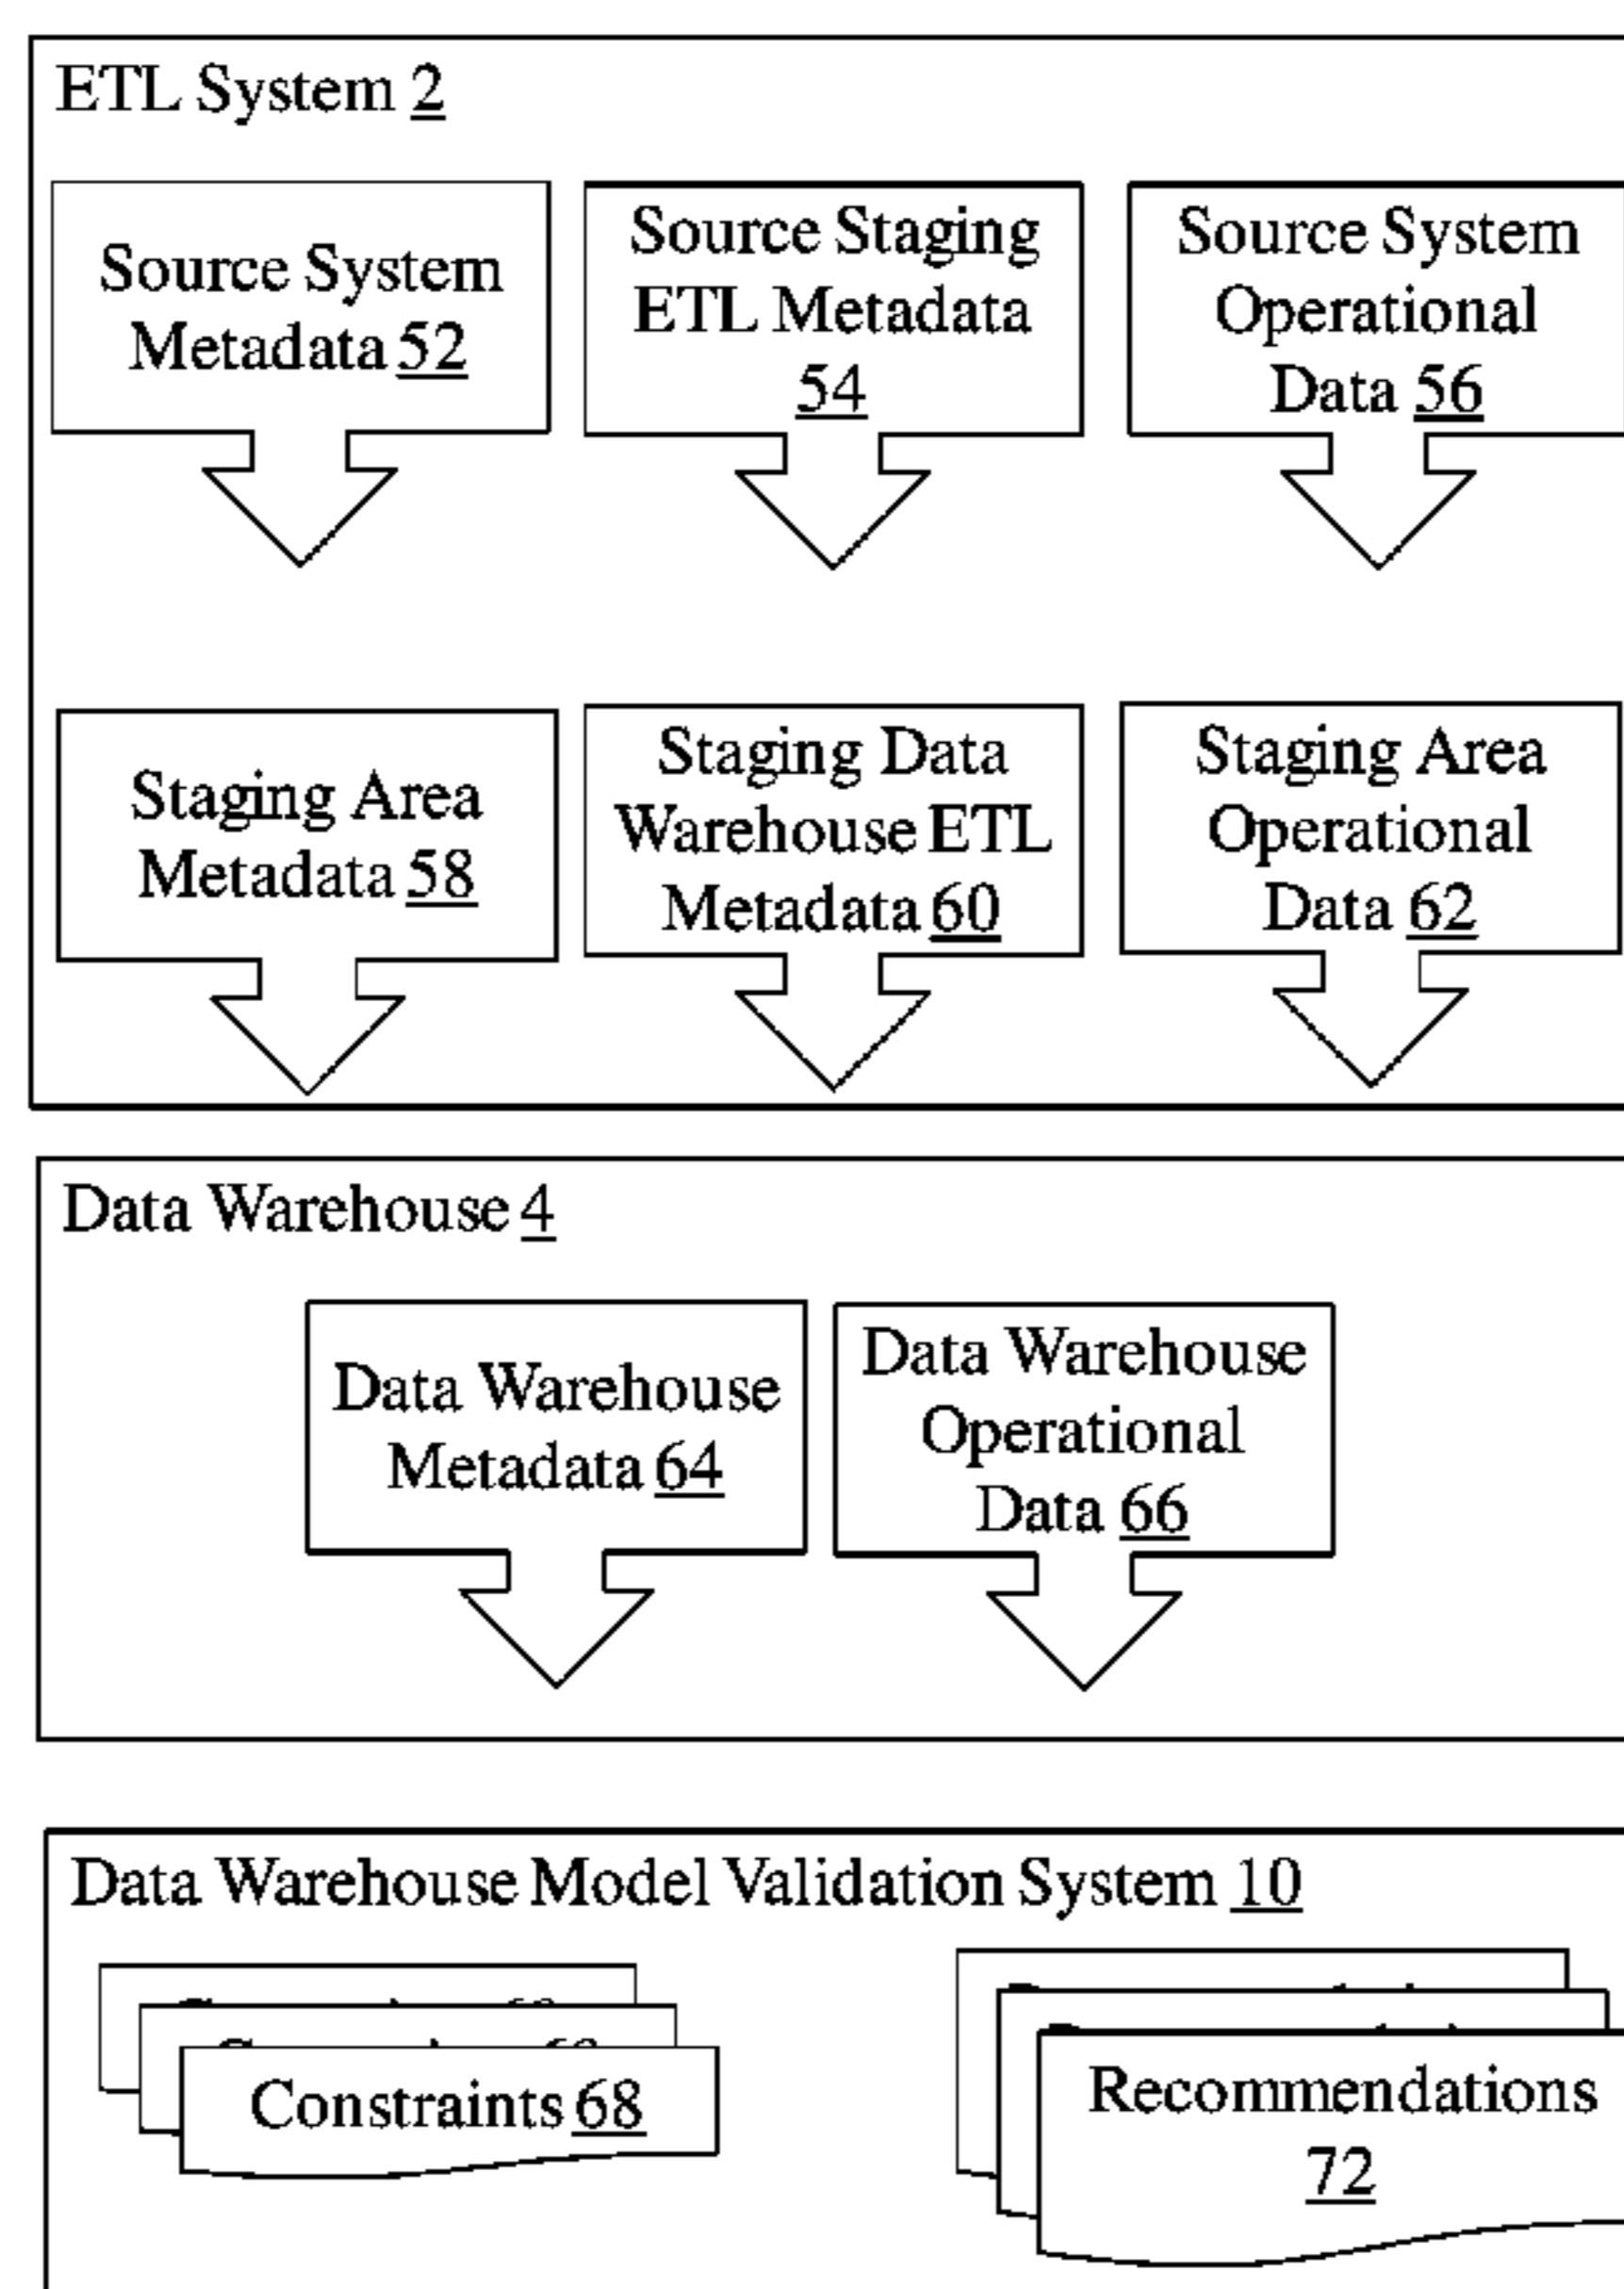 ETL System 2
Source System
Metadata 52
Source Staging
ETL Metadata
54
Source System
Operational
Data 56
Staging Area
Metadata 58
Staging Data
Warehouse ETL
Metadata 60
Staging Area
Operational
Data 62
Data Warehouse 4
Data Warehouse
Metadata 64
Data Warehouse
Operational
Data 66
Data Warehouse Model Validation System 10
Constraints 68
Recommendations
72